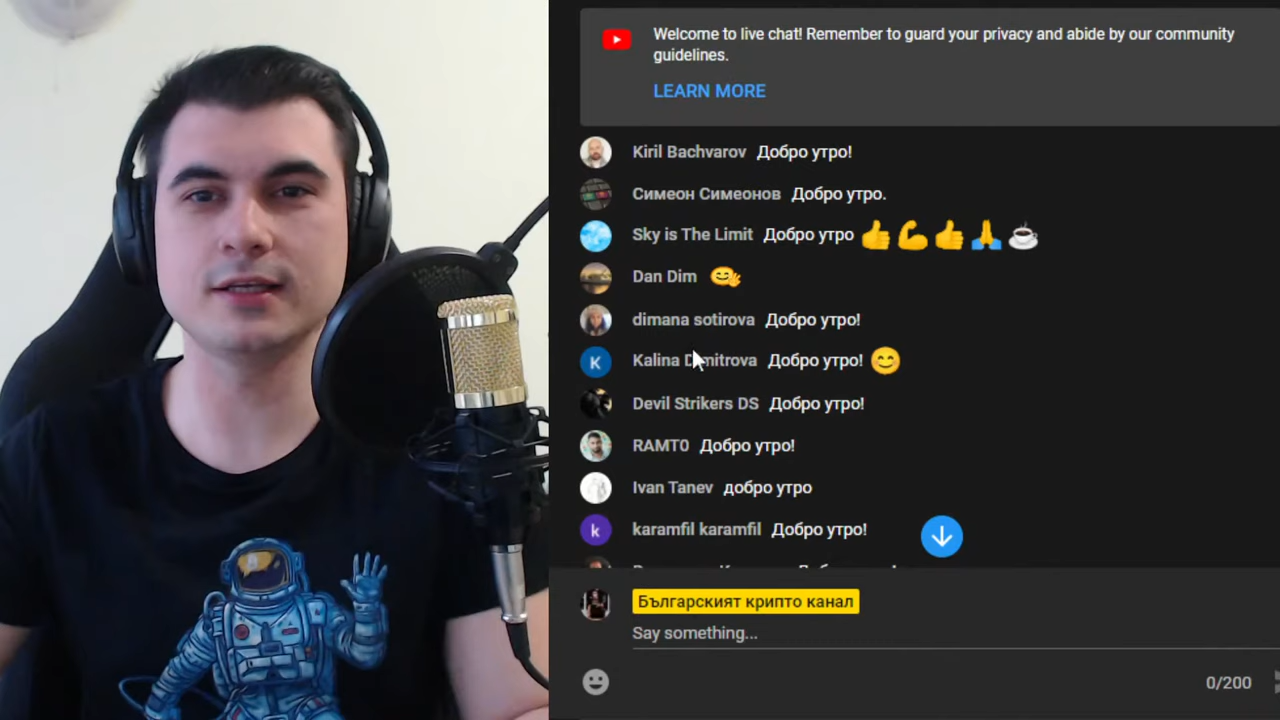 Welcome to live chat! Remember to guard your privacy and abide by our community
guidelines.
LEARN MORE
Kiril Bachvarov Добро утро!
Симеон Симеонов Добро утро.
Sky is The Limit Добро утро 👍💪👍🙏☕
Dan Dim
dimana sotirova Добро утро!
K Kalina Dimitrova Добро утро! 😊
Devil Strikers DS Добро утро!
RAMT0 Добро утро!
Ivan Tanev добро утро
k karamfil karamfil Добро утро!
Българският крипто канал
Say something...
0/200